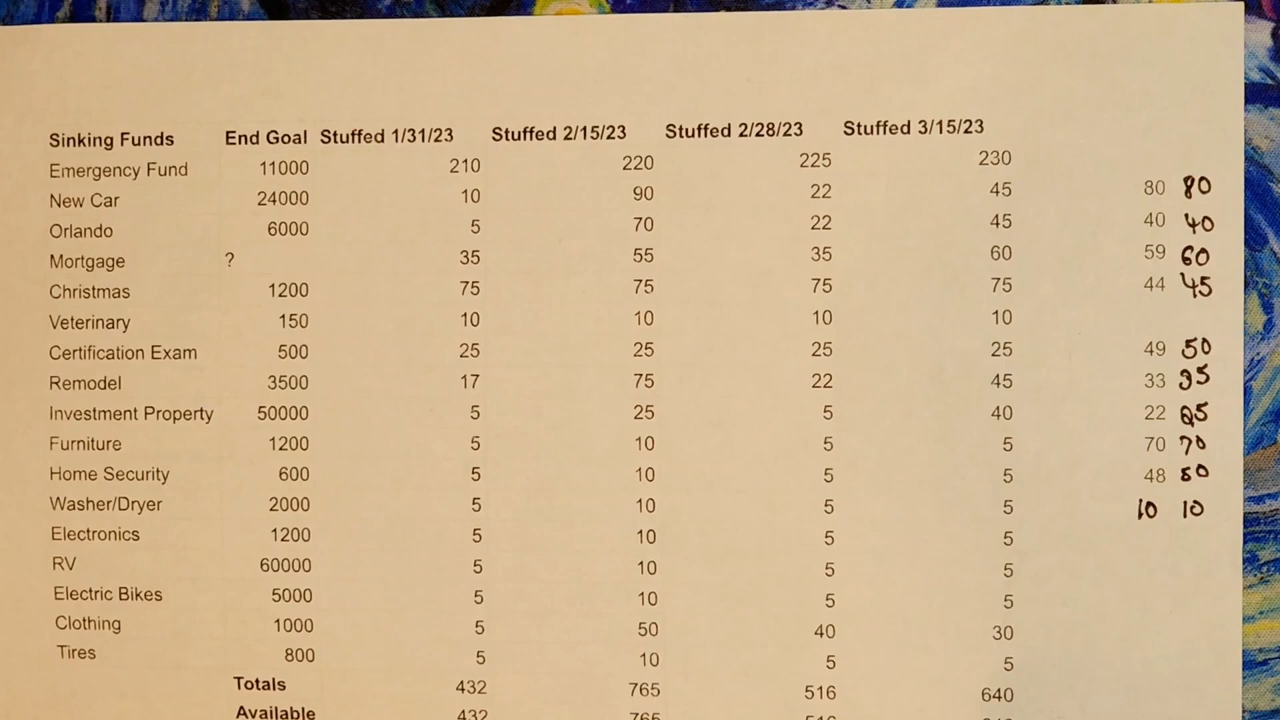 Sinking Funds End Goal Stuffed 1/31/23 Stuffed 2/15/23 Stuffed 2/28/23 Stuffed 3/15/23
Emergency Fund 11000 210 220 225 230
New Car 24000 10 90 22 45 80 80
Orlando 6000 5 70 22 45 40 40
Mortgage ? 35 55 35 60 59 60
Christmas 1200 75 75 75 75 44 45
Veterinary 150 10 10 10 10
Certification Exam 500 25 25 25 25 49 50
Remodel 3500 17 75 22 45 33 35
Investment Property 50000 5 25 5 40 22 25
Furniture 1200 5 10 5 5 70 70
Home Security 600 5 10 5 5 48 50
Washer/Dryer 2000 5 10 5 5 10 10
Electronics 1200 5 10 5 5
RV 60000 5 10 5 5
Electric Bikes 5000 5 10 5 5
Clothing 1000 5 50 40 30
Tires 800 5 10 5 5
Totals 432 765 516 640
Available 432 765 516